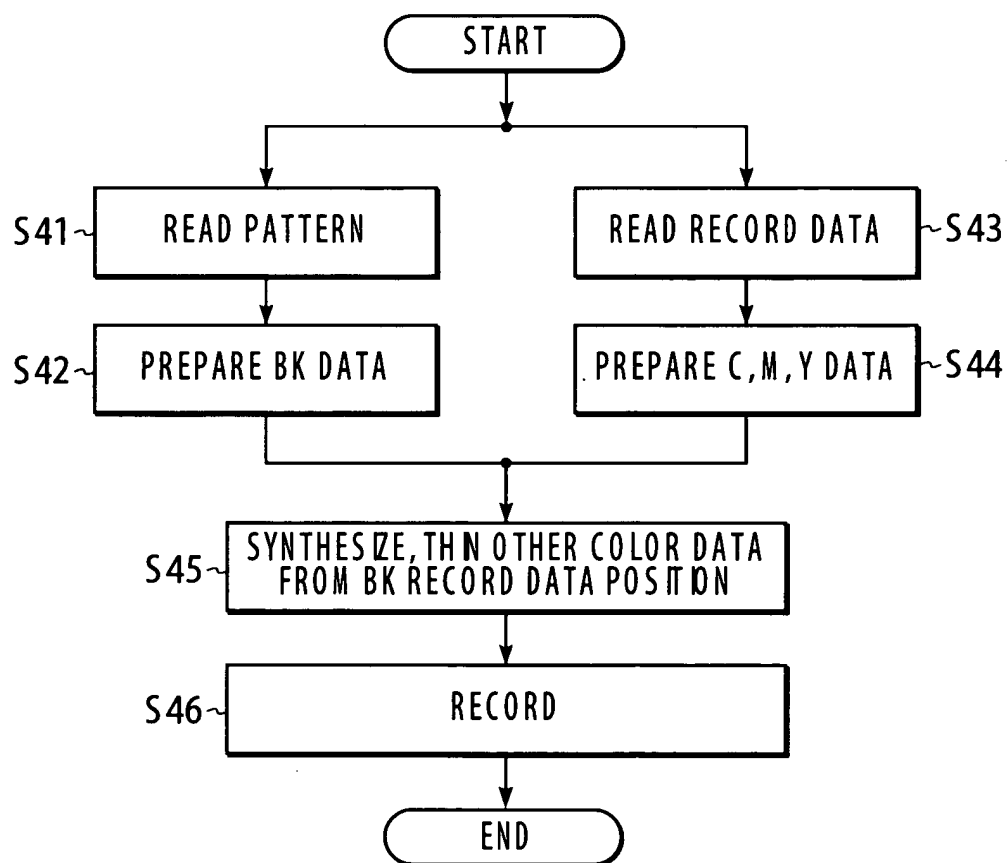 START
S41 READ PATTERN
READ RECORD DATA S43
S42 PREPARE BK DATA
PREPARE C, M, Y DATA S44
S45
SYNTHESIZE, THIN OTHER COLOR DATA
FROM BK RECORD DATA POSITION
S46 RECORD
END